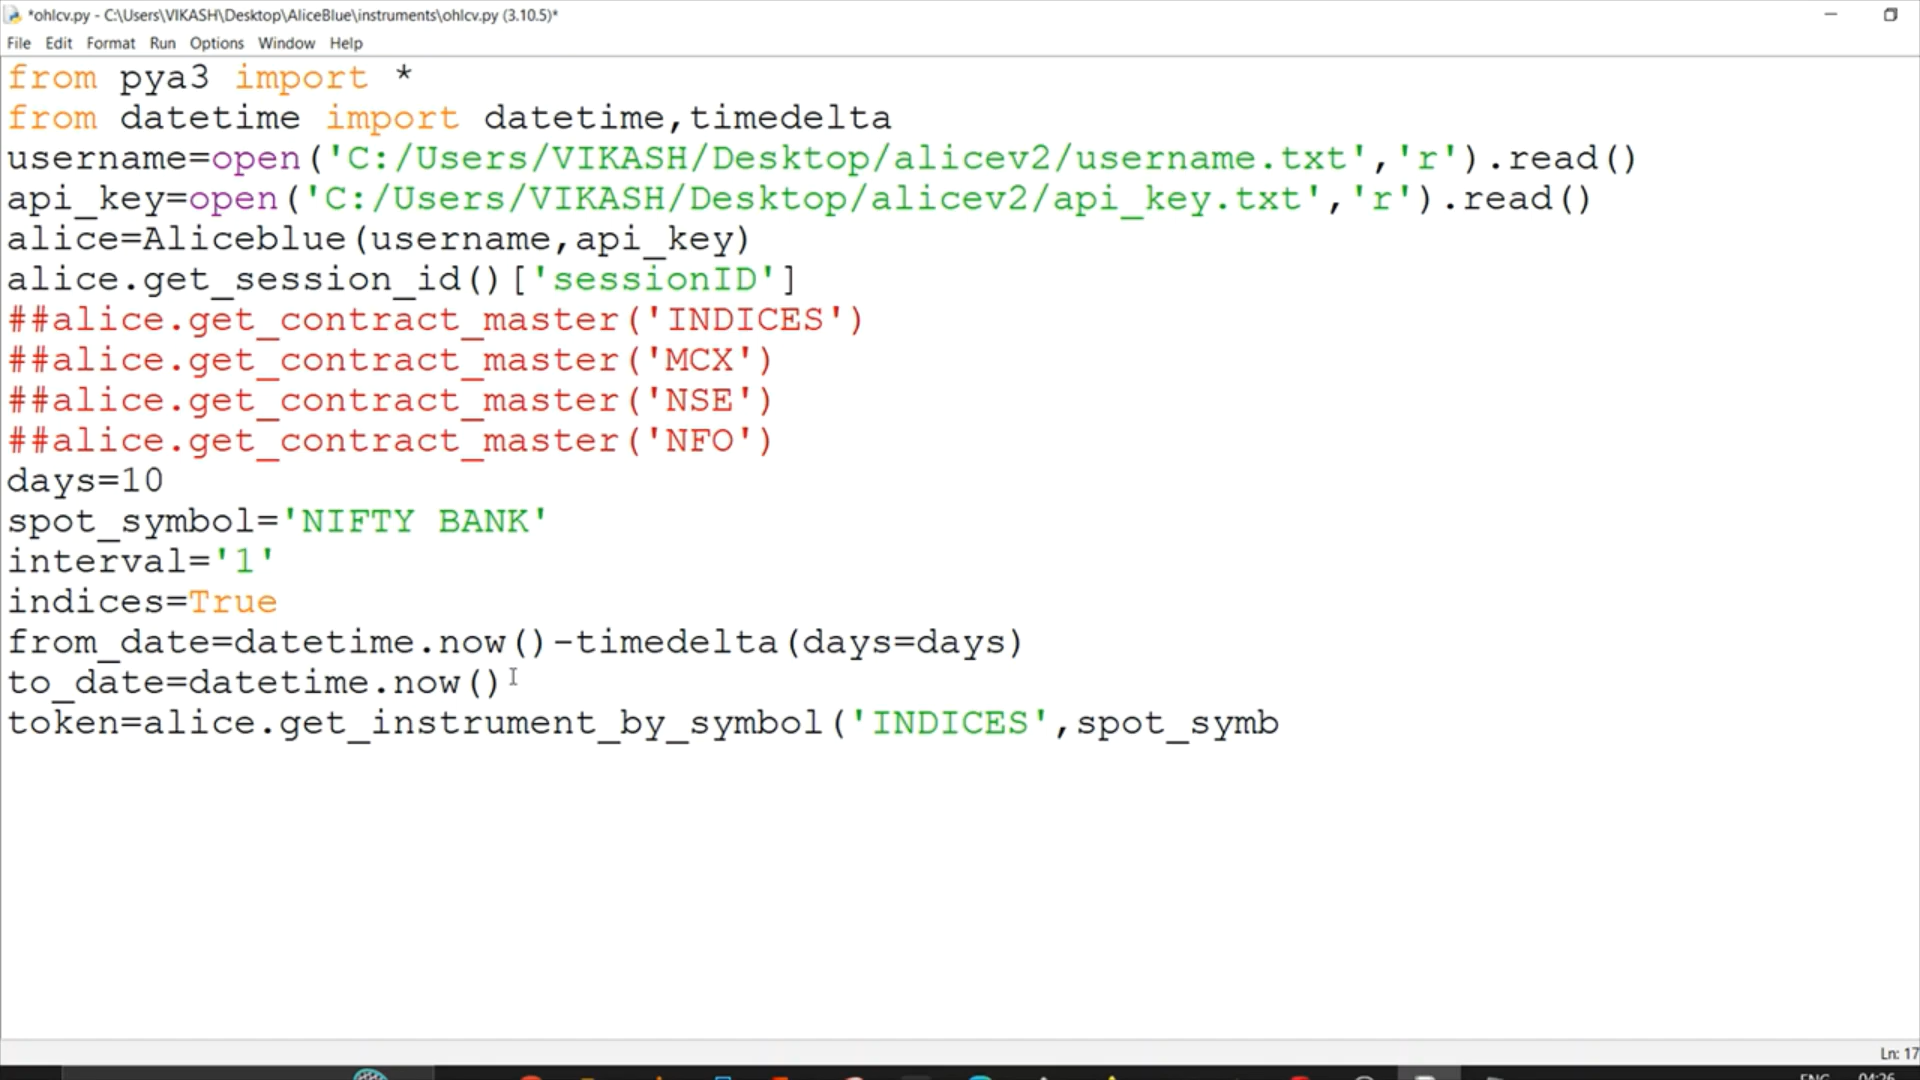 *ohlcv.py - C:\Users\VIKASH\Desktop\AliceBlue\instruments\ohlcv.py (3.10.5)*
File Edit Format Run Options Window Help
from pya3 import *
from datetime import datetime,timedelta
username=open('C:/Users/VIKASH/Desktop/alicev2/username.txt','r').read()
api_key=open('C:/Users/VIKASH/Desktop/alicev2/api_key.txt','r').read()
alice=Aliceblue(username,api_key)
alice.get_session_id()['sessionID']
##alice.get_contract_master('INDICES')
##alice.get_contract_master('MCX')
##alice.get_contract_master('NSE')
##alice.get_contract_master('NFO')
days=10
spot_symbol='NIFTY BANK'
interval='1'
indices=True
from_date=datetime.now()-timedelta(days=days)
to_date=datetime.now()
token=alice.get_instrument_by_symbol('INDICES',spot_symb
Ln: 17
ENG 04:26